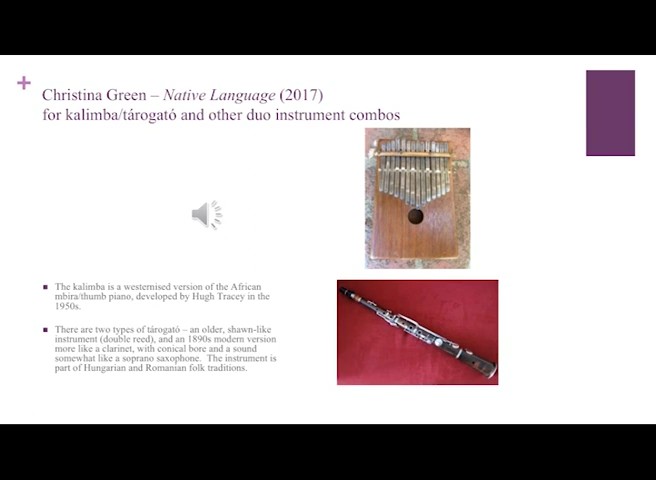 Christina Green – Native Language (2017)
for kalimba/tárogató and other duo instrument combos
The kalimba is a westernised version of the African
mbira/thumb piano, developed by Hugh Tracey in the
1950s.
There are two types of tárogató – an older, shawn-like
instrument (double reed), and an 1890s modern version
more like a clarinet, with conical bore and a sound
somewhat like a soprano saxophone. The instrument is
part of Hungarian and Romanian folk traditions.